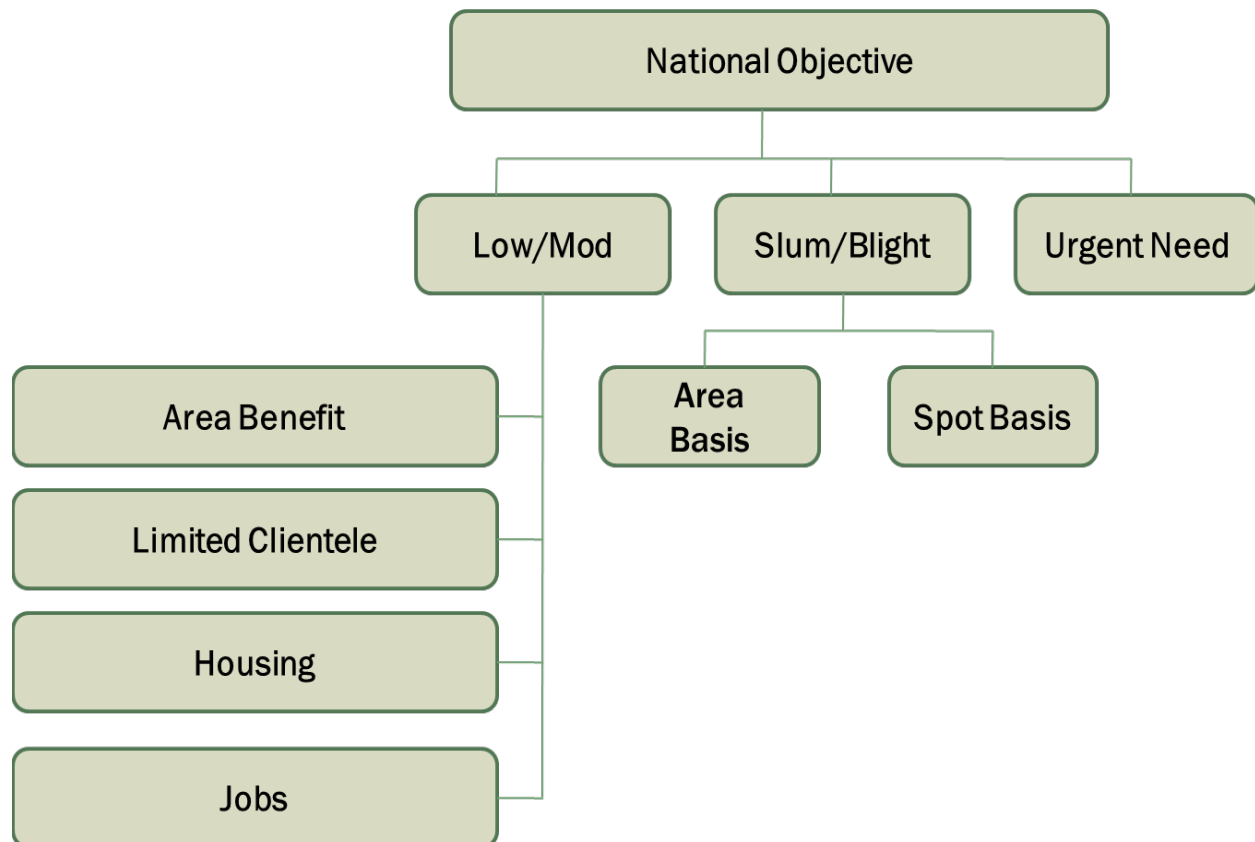 National Objective
Low/Mod
Slum/Blight
Urgent Need
Area Benefit
Area
Basis
Spot Basis
Limited Clientele
Housing
Jobs